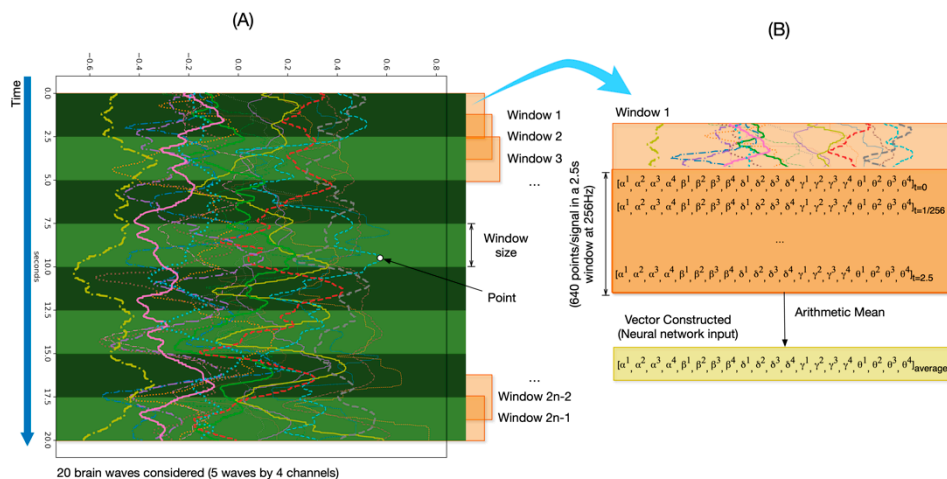 (A)
-0.6
-0.4
-0.2
0.0
0.2
0.4
0.6
0.8
Time
seconds
0.0
2.5
5.0
7.5
10.0
12.5
15.0
17.5
20.0
Window 1
Window 2
Window 3
...
Window
size
Point
...
Window 2n-2
Window 2n-1
20 brain waves considered (5 waves by 4 channels)
(B)
Window 1
(640 points/signal in a 2.5s
window at 256Hz)
[α¹, α², α³, α⁴, β¹, β², β³, β⁴, δ¹, δ², δ³, δ⁴, γ¹, γ², γ³, γ⁴, θ¹, θ², θ³, θ⁴]t=0
[α¹, α², α³, α⁴, β¹, β², β³, β⁴, δ¹, δ², δ³, δ⁴, γ¹, γ², γ³, γ⁴, θ¹, θ², θ³, θ⁴]t=1/256
...
[α¹, α², α³, α⁴, β¹, β², β³, β⁴, δ¹, δ², δ³, δ⁴, γ¹, γ², γ³, γ⁴, θ¹, θ², θ³, θ⁴]t=2.5
Arithmetic Mean
Vector Constructed
(Neural network input)
[α¹, α², α³, α⁴, β¹, β², β³, β⁴, δ¹, δ², δ³, δ⁴, γ¹, γ², γ³, γ⁴, θ¹, θ², θ³, θ⁴]average